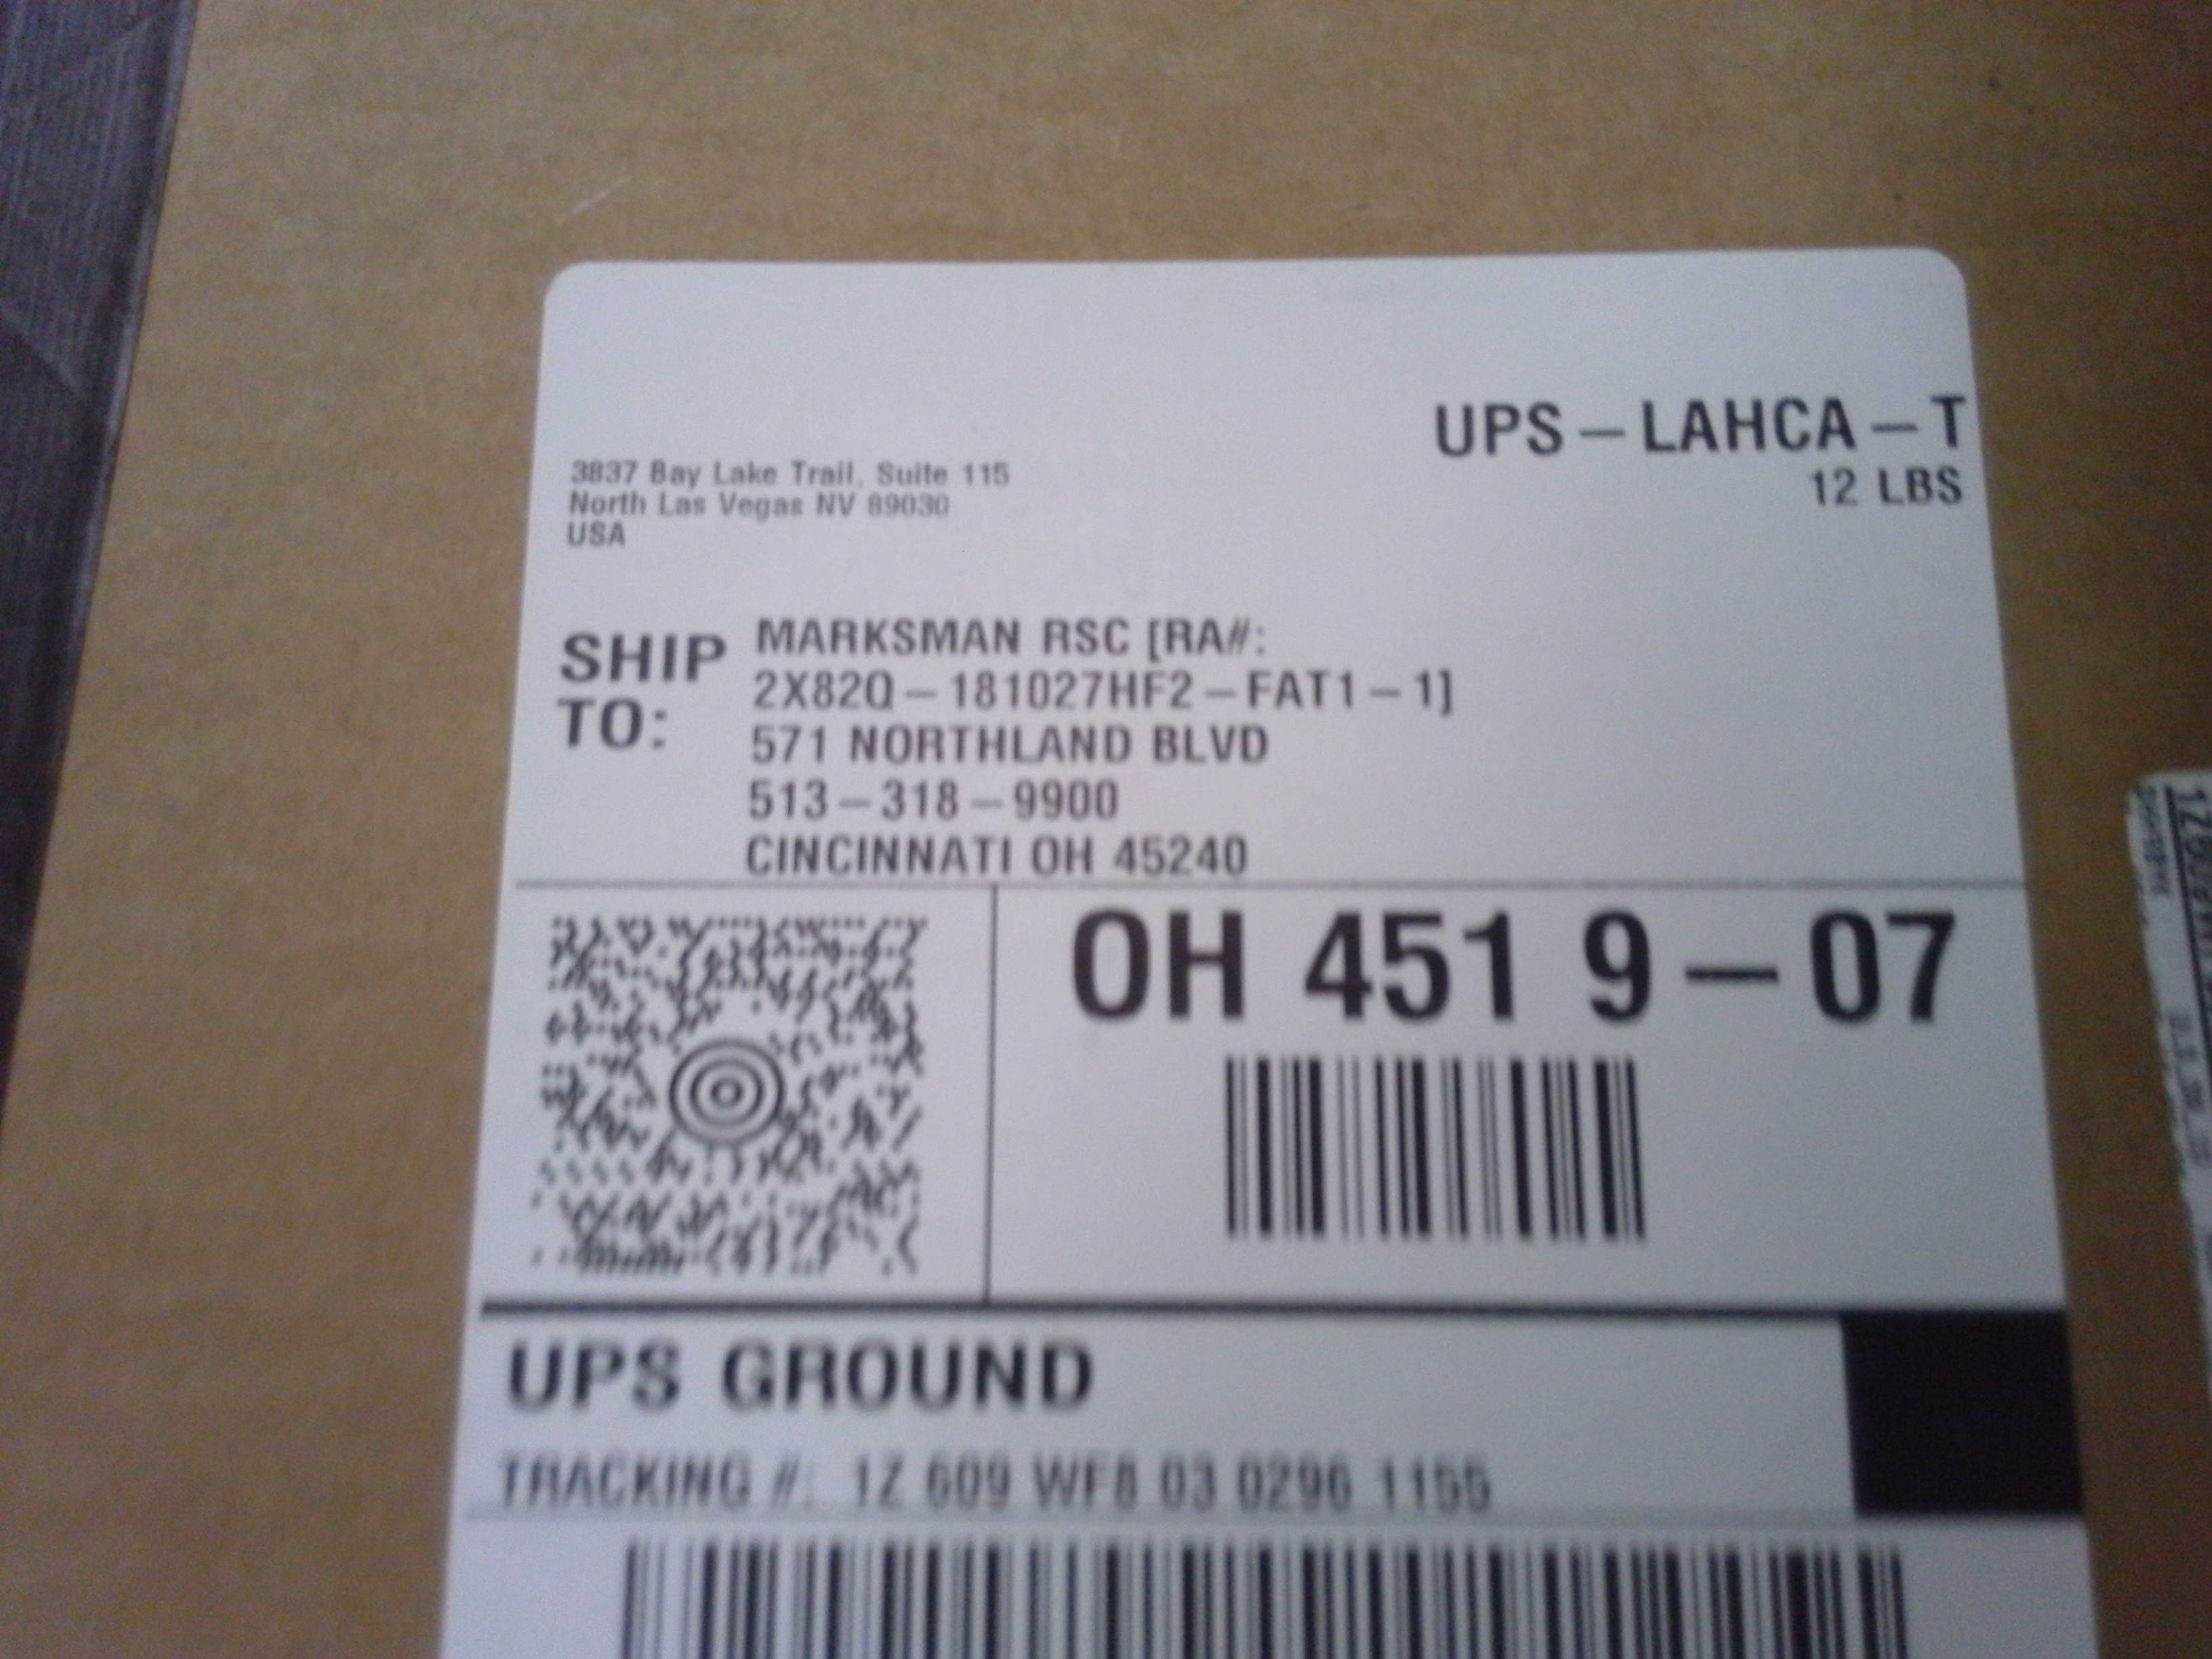 UPS-LAHCA-T
12 LBS
3837 Bay Lake Trail, Suite 115
North Las Vegas NV 89030
USA
SHIP TO:
MARKSMAN RSC [RA#:
2X82Q-181027HF2-FAT1-1]
571 NORTHLAND BLVD
513-318-9900
CINCINNATI OH 45240
OH 451 9-07
UPS GROUND
TRACKING #: 1Z 609 WF8 03 0296 1155